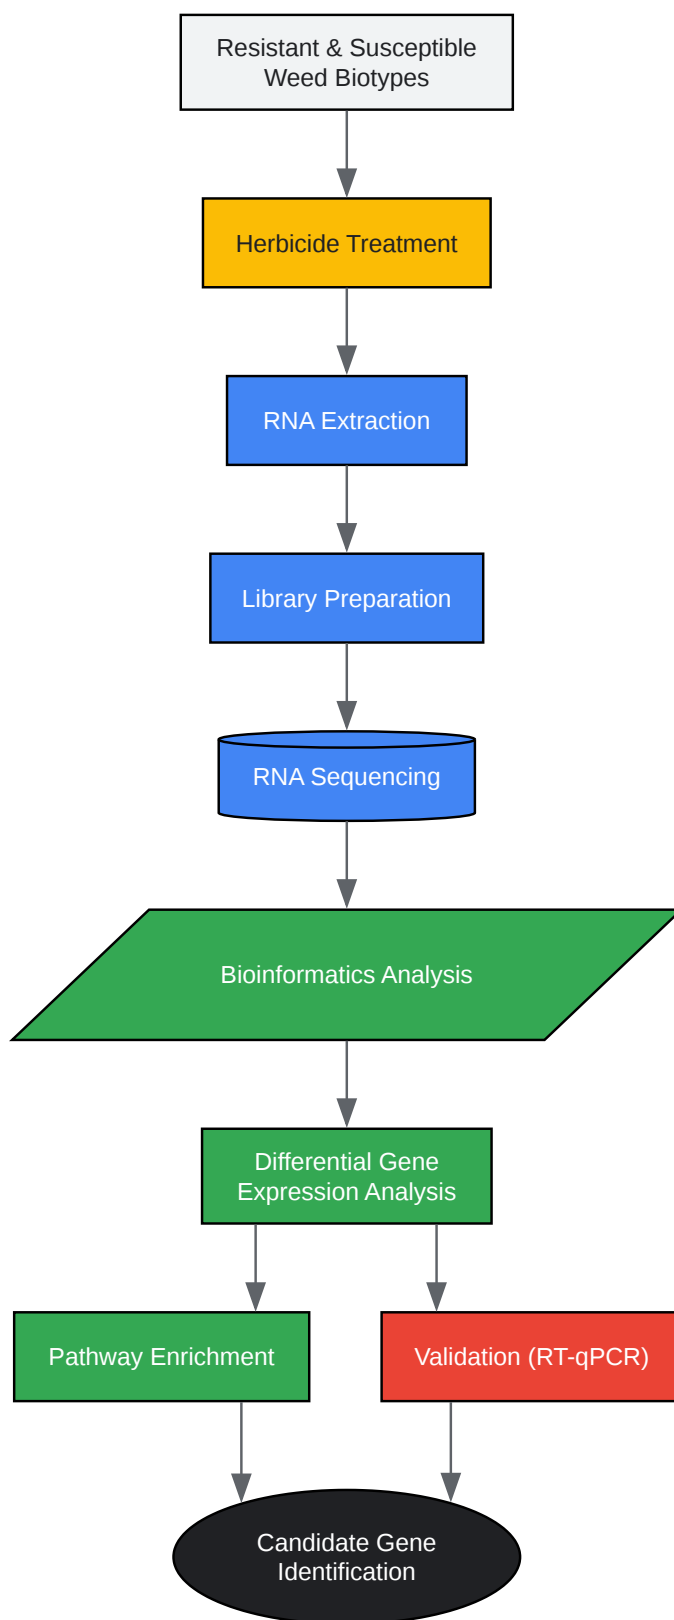 Resistant & Susceptible
Weed Biotypes
Herbicide Treatment
RNA Extraction
Library Preparation
RNA Sequencing
Bioinformatics Analysis
Differential Gene
Expression Analysis
Pathway Enrichment
Validation (RT-qPCR)
Candidate Gene
Identification